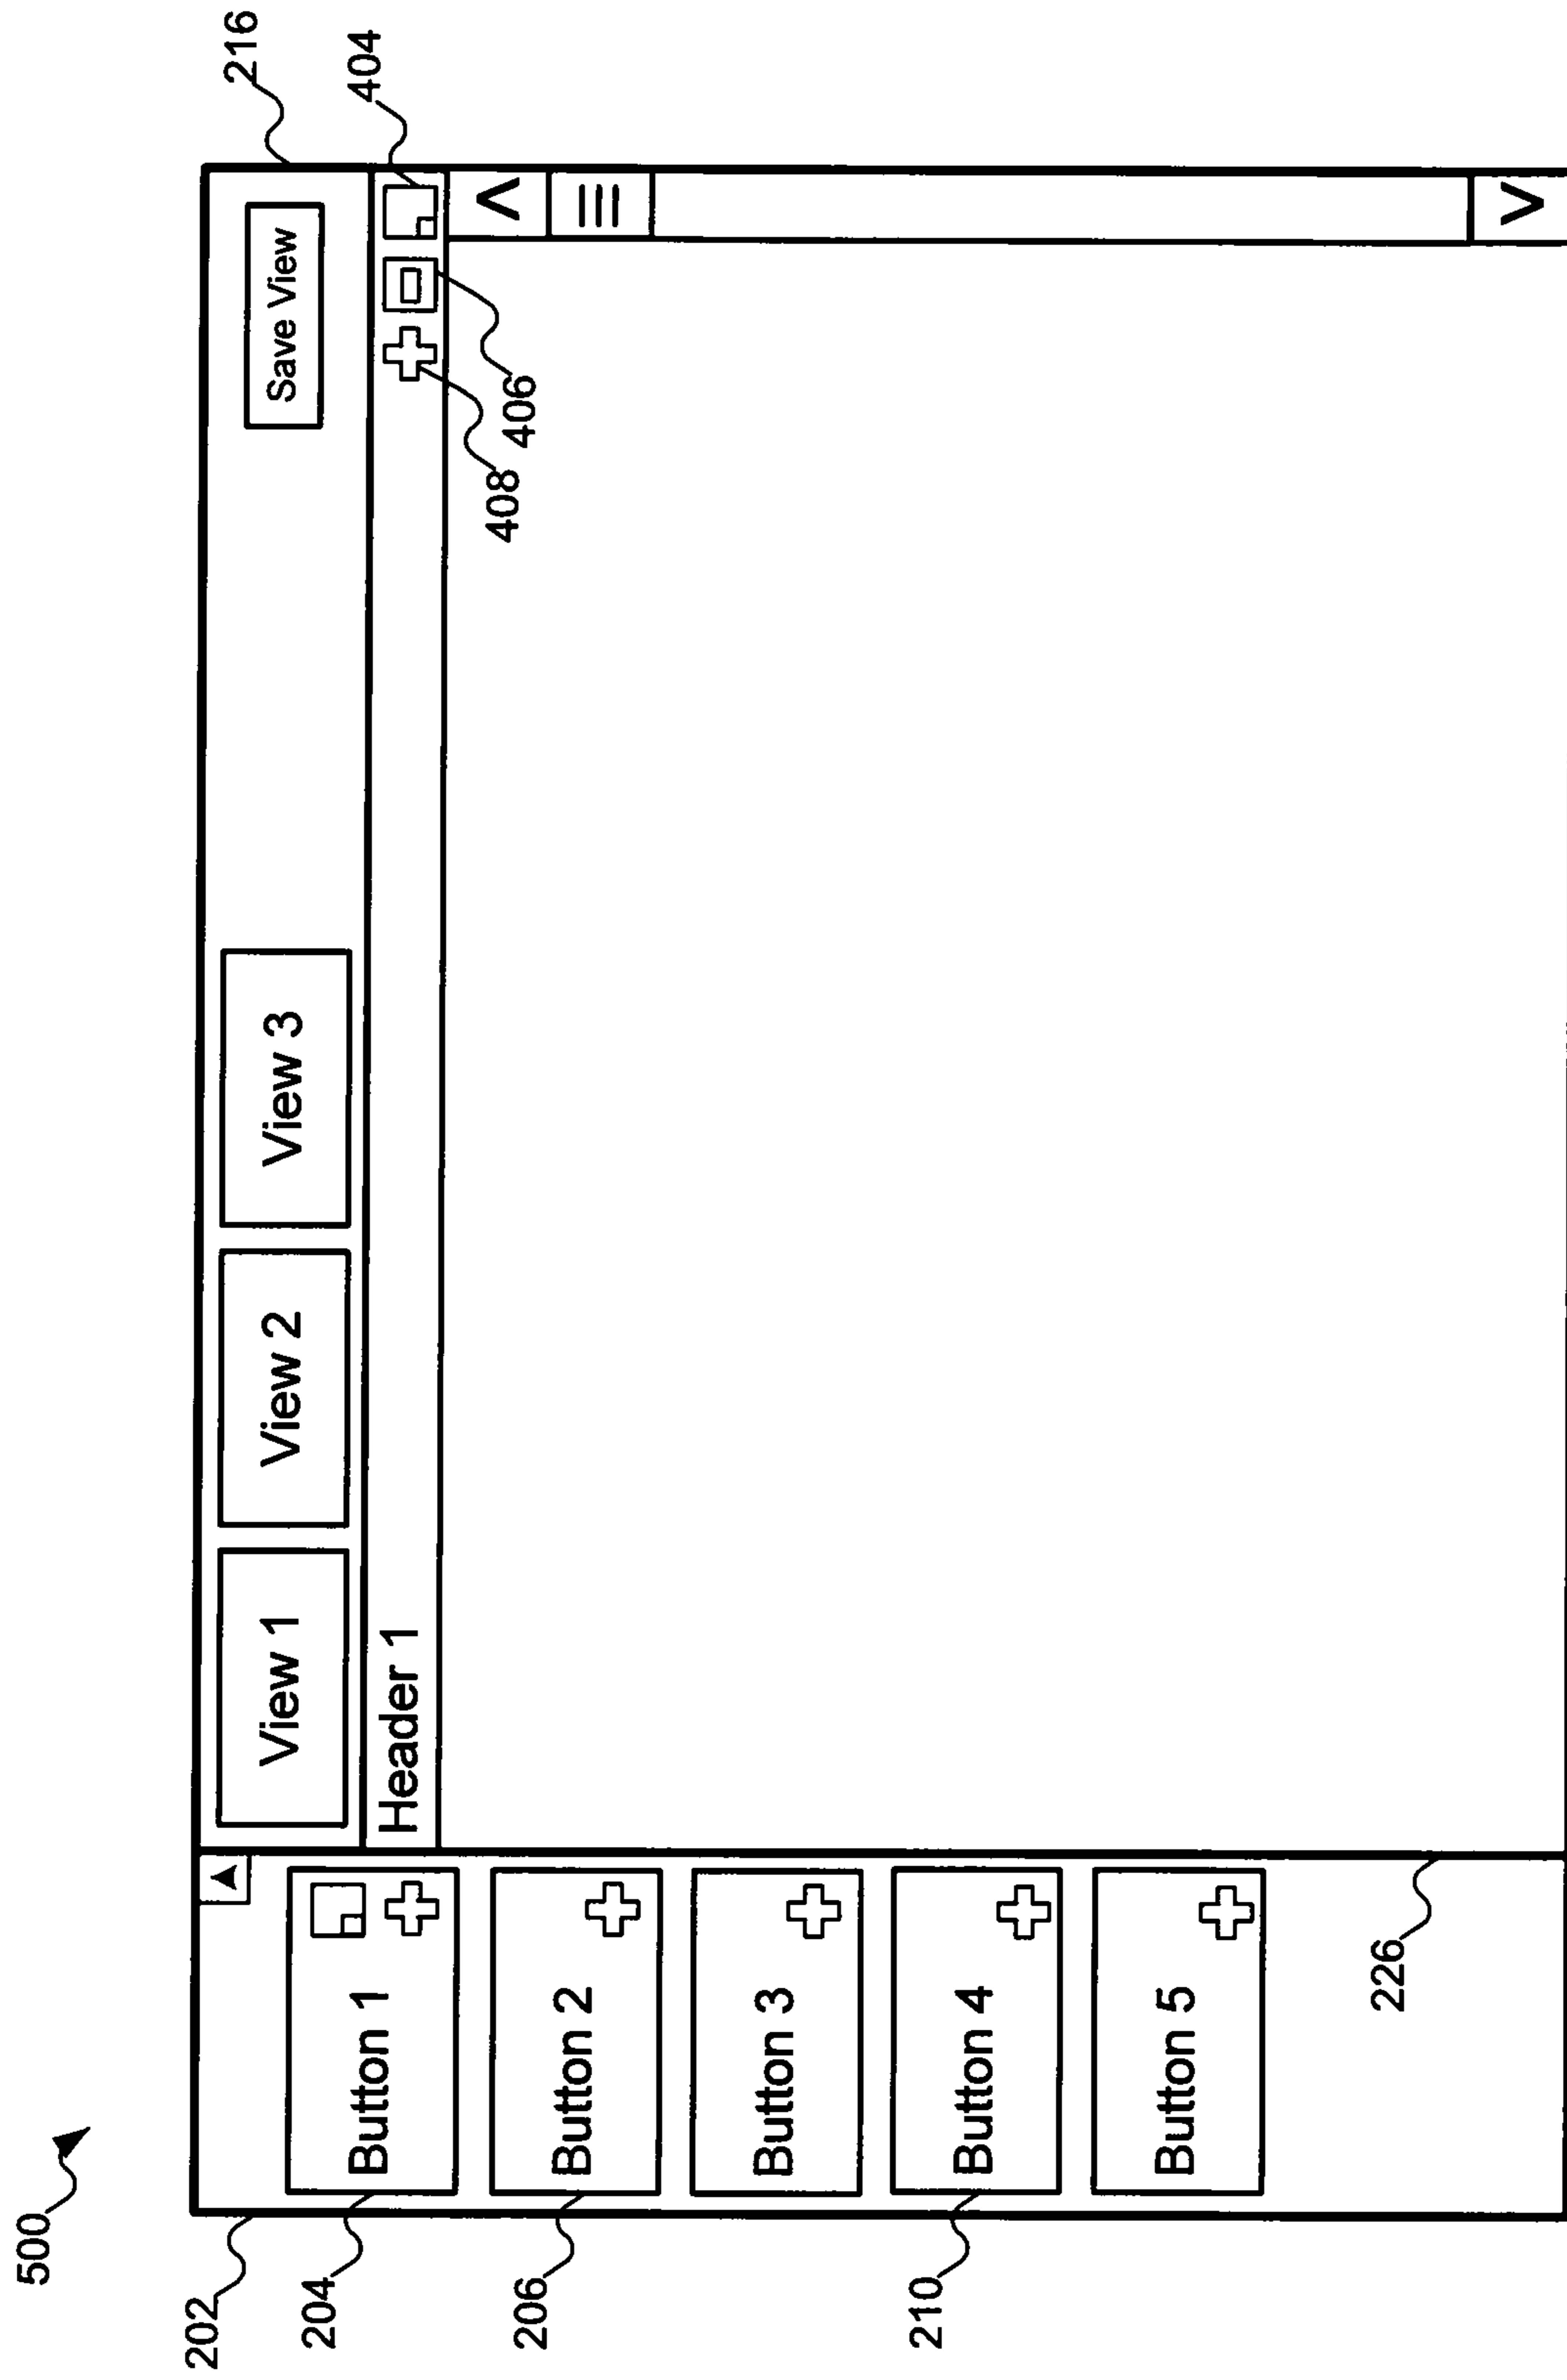 500
216
202
View 1
View 2
View 3
Save View
404
Header 1
204
Button 1
406
408
206
Button 2
Button 3
210
Button 4
Button 5
226